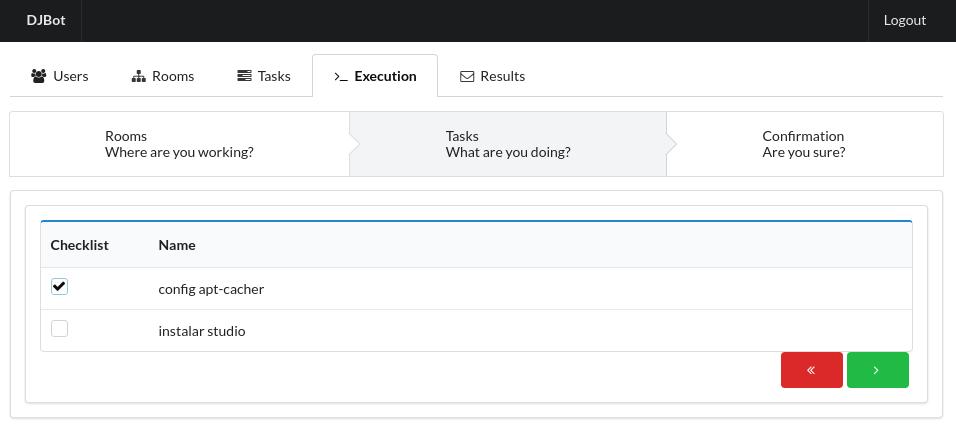 DJBot Logout
Users Rooms Tasks Execution Results
Rooms Tasks Confirmation
Where are you working? What are you doing? Are you sure?
Checklist Name
config apt-cacher
instalar studio